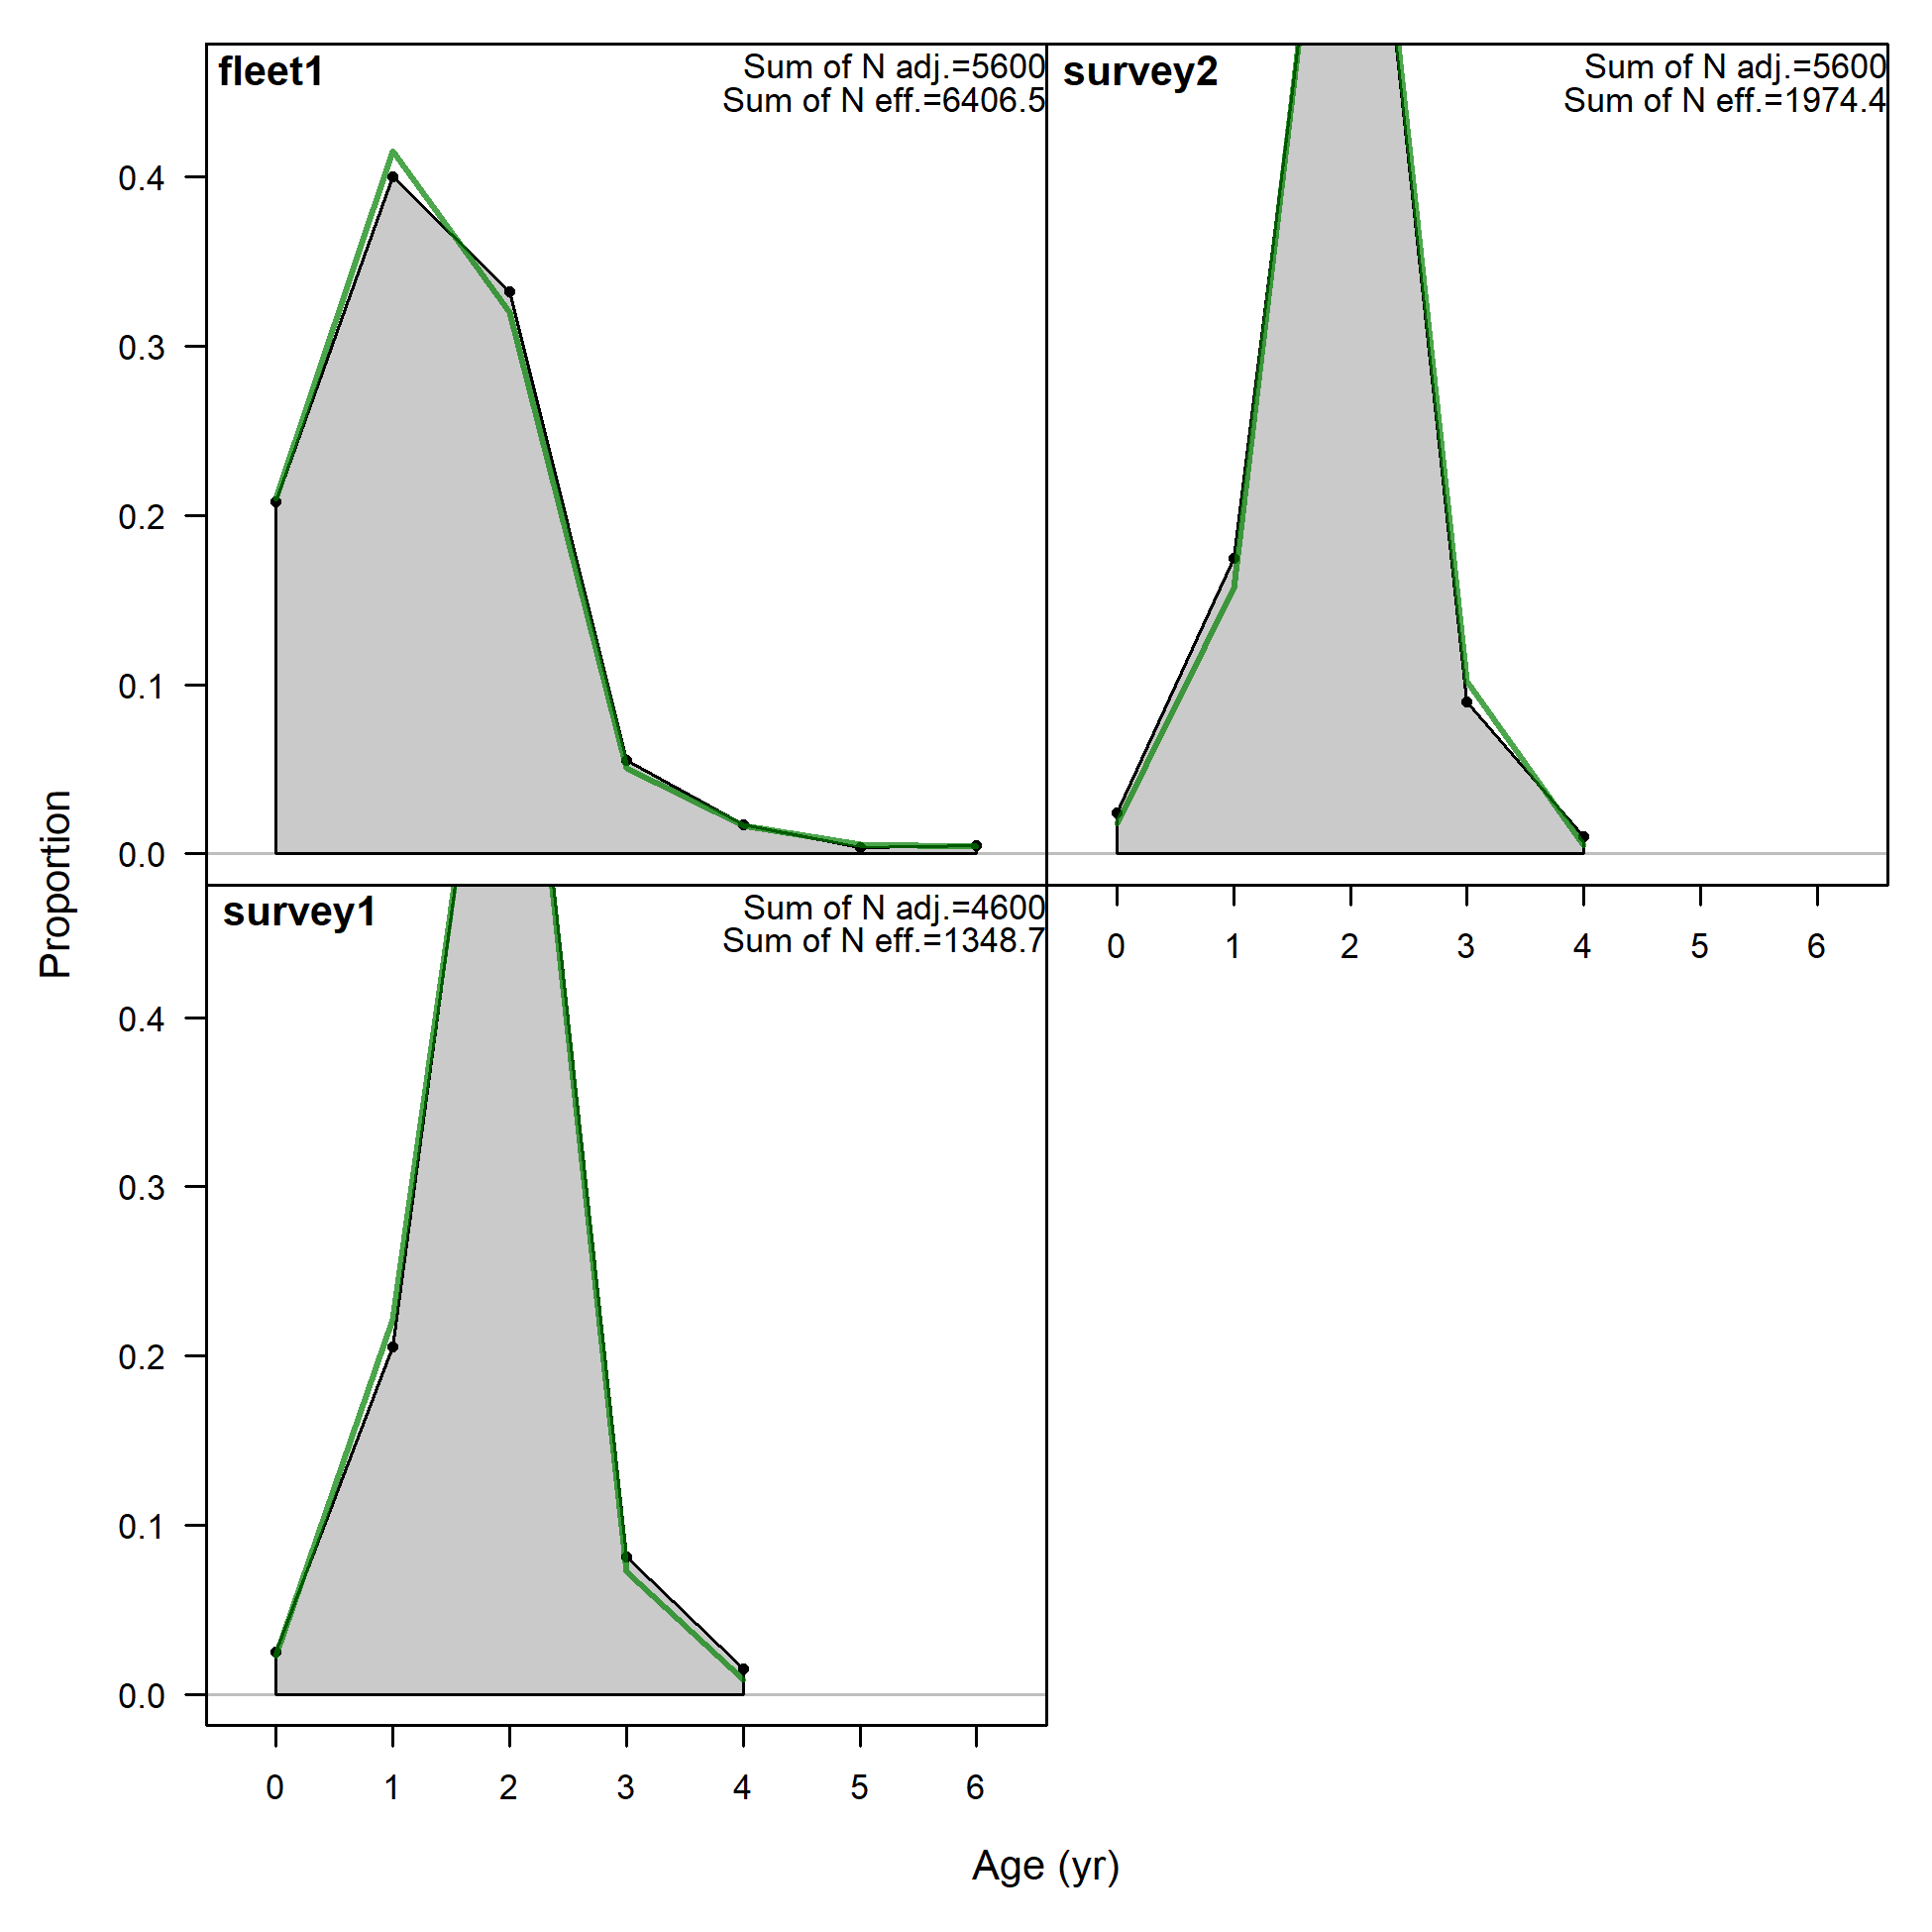 fleet1
Sum of N adj.=5600
Sum of N eff.=6406.5
survey2
Sum of N adj.=5600
Sum of N eff.=1974.4
0.4
0.3
0.2
0.1
0.0
0 1 2 3 4 5 6
survey1
Sum of N adj.=4600
Sum of N eff.=1348.7
0.4
0.3
0.2
0.1
0.0
0 1 2 3 4 5 6
Proportion
Age (yr)